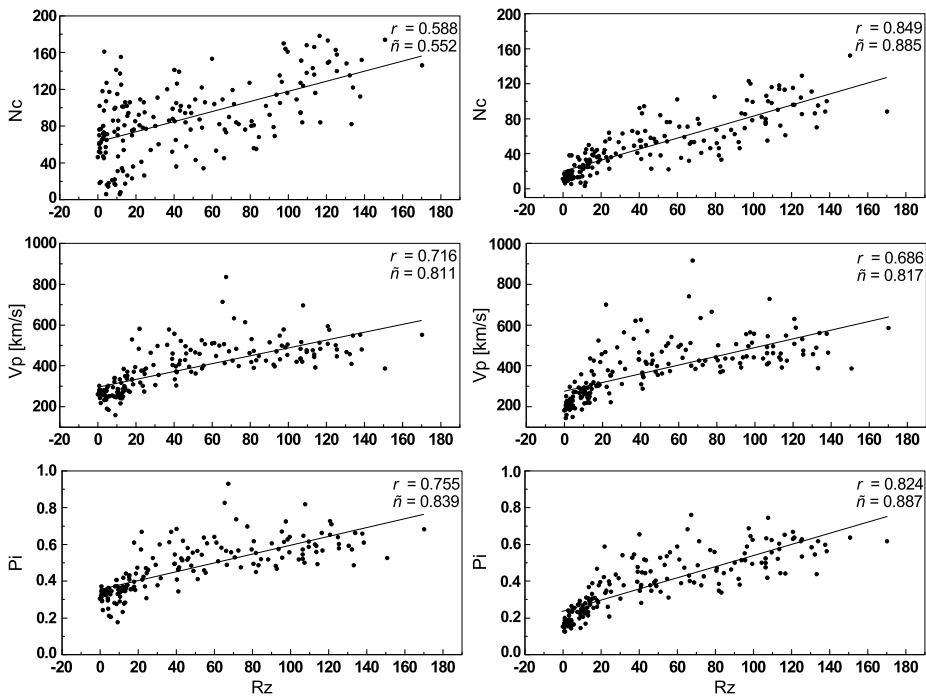 200
160
120
80
40
0
Nc
r = 0.588
ñ = 0.552
-20 0 20 40 60 80 100 120 140 160 180
200
160
120
80
40
0
Nc
r = 0.849
ñ = 0.885
-20 0 20 40 60 80 100 120 140 160 180
1000
800
600
400
200
Vp [km/s]
r = 0.716
ñ = 0.811
-20 0 20 40 60 80 100 120 140 160 180
1000
800
600
400
200
Vp [km/s]
r = 0.686
ñ = 0.817
-20 0 20 40 60 80 100 120 140 160 180
1.0
0.8
0.6
0.4
0.2
0.0
Pi
r = 0.755
ñ = 0.839
-20 0 20 40 60 80 100 120 140 160 180
Rz
1.0
0.8
0.6
0.4
0.2
0.0
Pi
r = 0.824
ñ = 0.887
-20 0 20 40 60 80 100 120 140 160 180
Rz